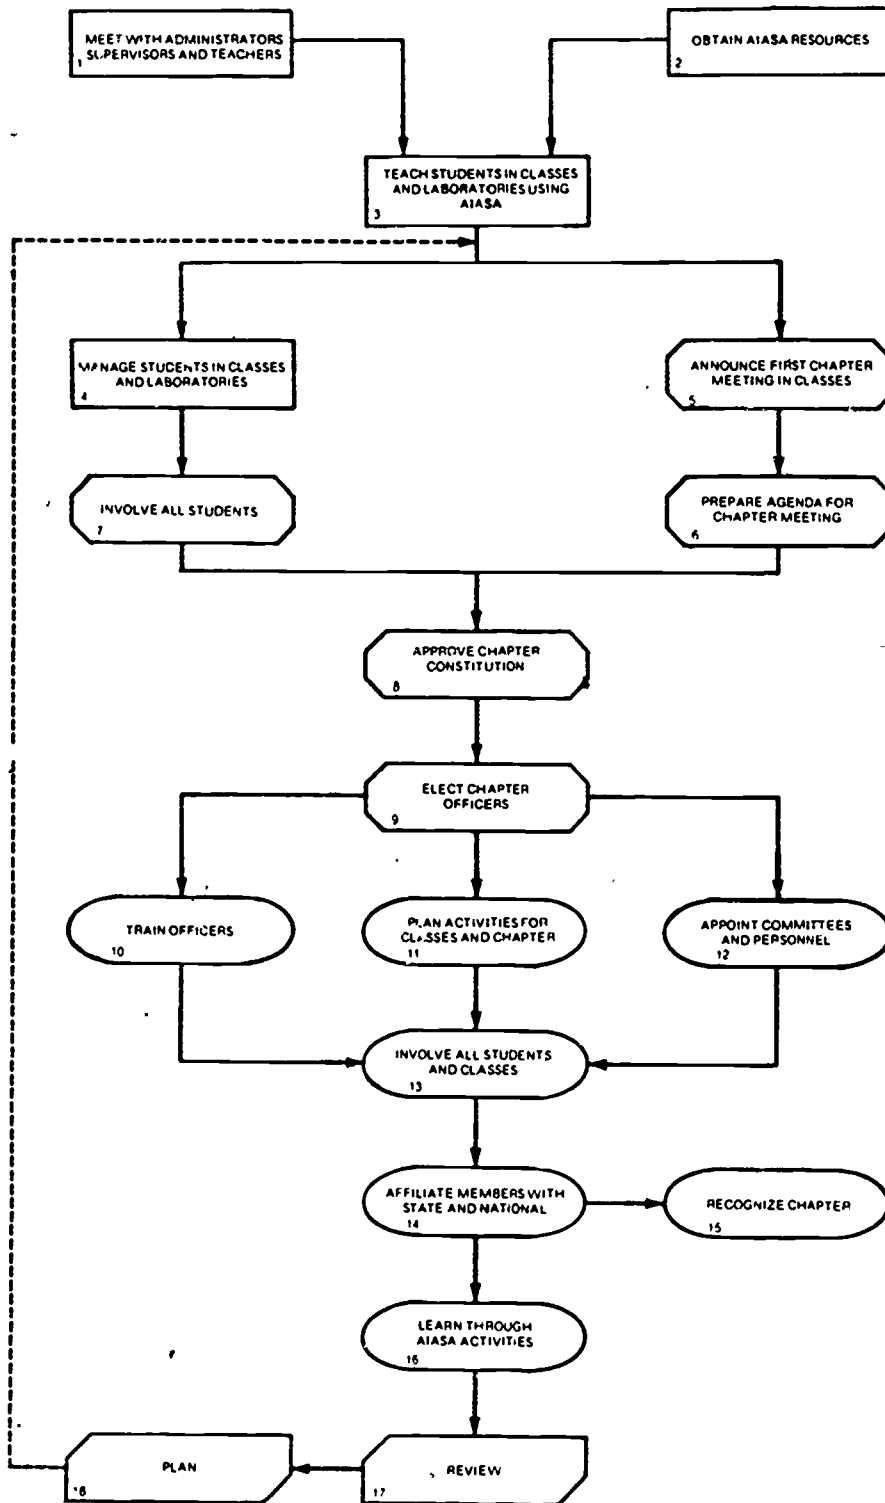 MEET WITH ADMINISTRATORS
SUPERVISORS AND TEACHERS
1
OBTAIN AIASA RESOURCES
2
TEACH STUDENTS IN CLASSES
AND LABORATORIES USING
AIASA
3
MANAGE STUDENTS IN CLASSES
AND LABORATORIES
4
ANNOUNCE FIRST CHAPTER
MEETING IN CLASSES
5
INVOLVE ALL STUDENTS
7
PREPARE AGENDA FOR
CHAPTER MEETING
6
APPROVE CHAPTER
CONSTITUTION
8
ELECT CHAPTER
OFFICERS
9
TRAIN OFFICERS
10
PLAN ACTIVITIES FOR
CLASSES AND CHAPTER
11
APPOINT COMMITTEES
AND PERSONNEL
12
INVOLVE ALL STUDENTS
AND CLASSES
13
AFFILIATE MEMBERS WITH
STATE AND NATIONAL
14
RECOGNIZE CHAPTER
15
LEARN THROUGH
AIASA ACTIVITIES
16
PLAN
18
REVIEW
17